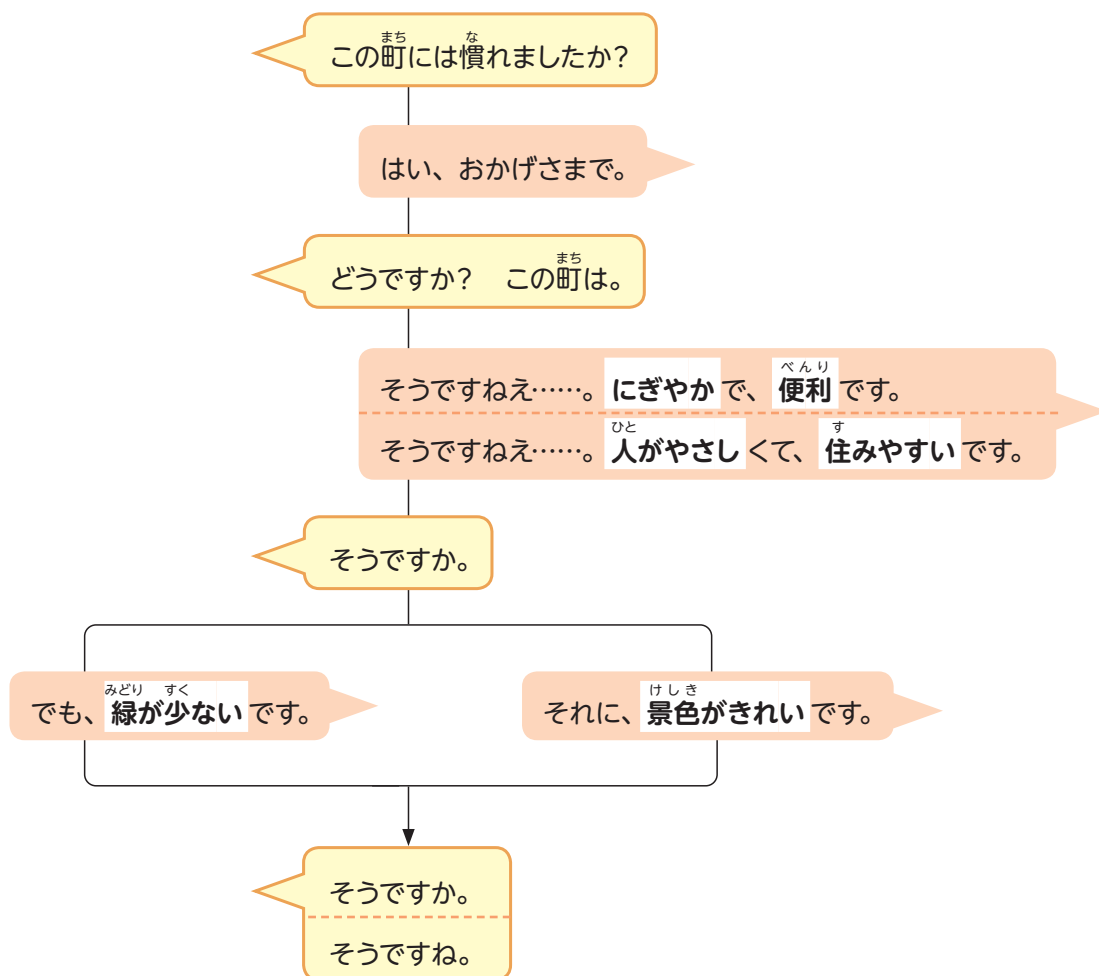 この町には慣れましたか？
はい、おかげさまで。
どうですか？　この町は。
そうですねえ……。にぎやかで、便利です。
そうですねえ……。人がやさしくて、住みやすいです。
そうですか。
でも、緑が少ないです。
それに、景色がきれいです。
そうですか。
そうですね。